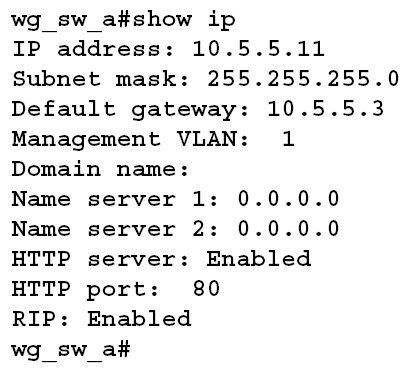 wg_sw_a#show ip
IP address: 10.5.5.11
Subnet mask: 255.255.255.0
Default gateway: 10.5.5.3
Management VLAN:  1
Domain name:
Name server 1: 0.0.0.0
Name server 2: 0.0.0.0
HTTP server: Enabled
HTTP port:  80
RIP: Enabled
wg_sw_a#